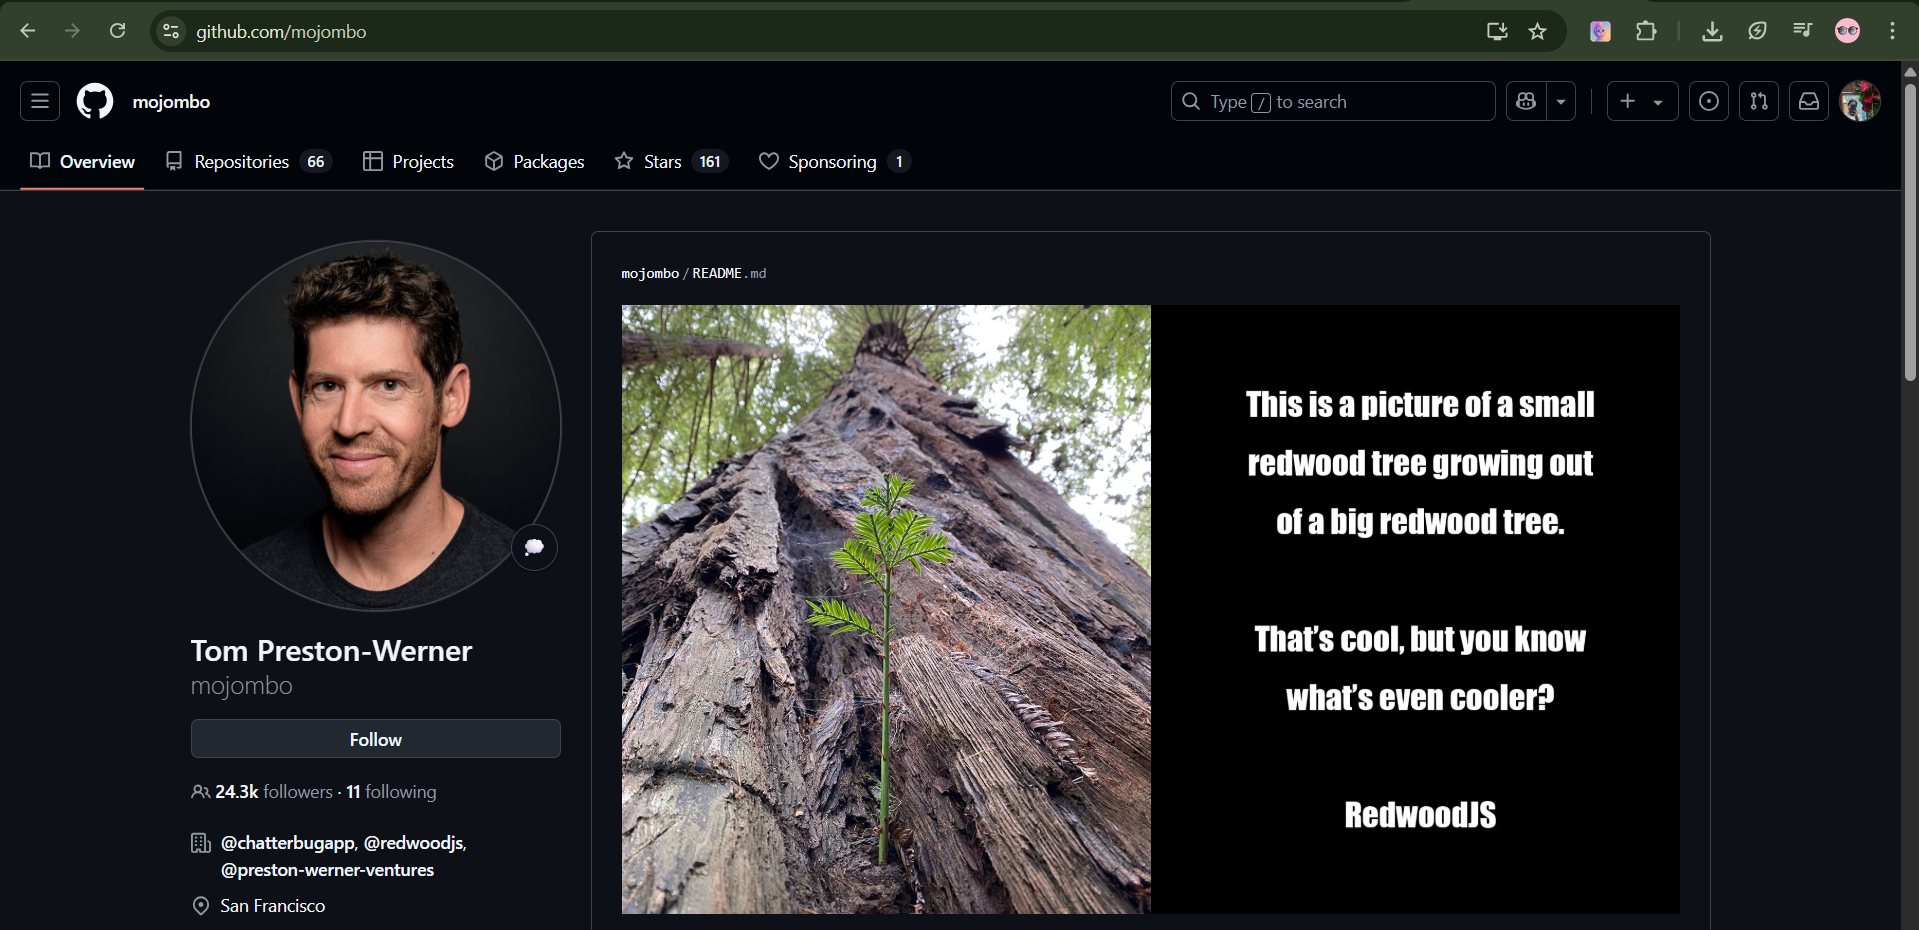 github.com/mojombo
mojombo
Type / to search
Overview
Repositories 66
Projects
Packages
Stars 161
Sponsoring 1
Tom Preston-Werner
mojombo
Follow
24.3k followers · 11 following
@chatterbugapp, @redwoodjs,
@preston-werner-ventures
San Francisco
mojombo/README.md
This is a picture of a small
redwood tree growing out
of a big redwood tree.
That's cool, but you know
what's even cooler?
RedwoodJS